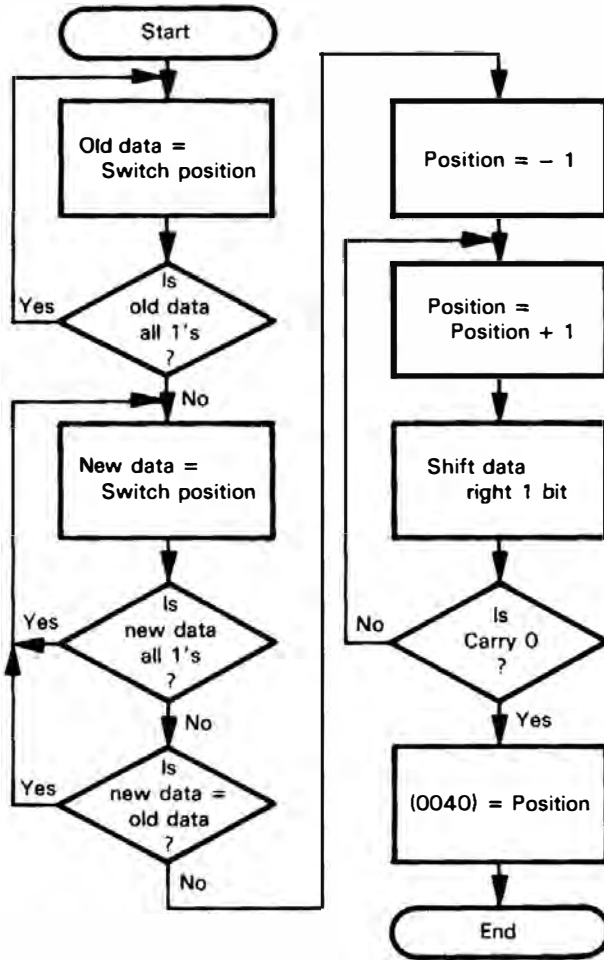 Start
Old data =
Switch position
Is
old data
all 1's
?
Yes
No
New data =
Switch position
Is
new data
all 1's
?
Yes
No
Is
new data =
old data
?
Yes
No
Position = - 1
Position =
Position + 1
Shift data
right 1 bit
Is
Carry 0
?
No
Yes
(0040) = Position
End